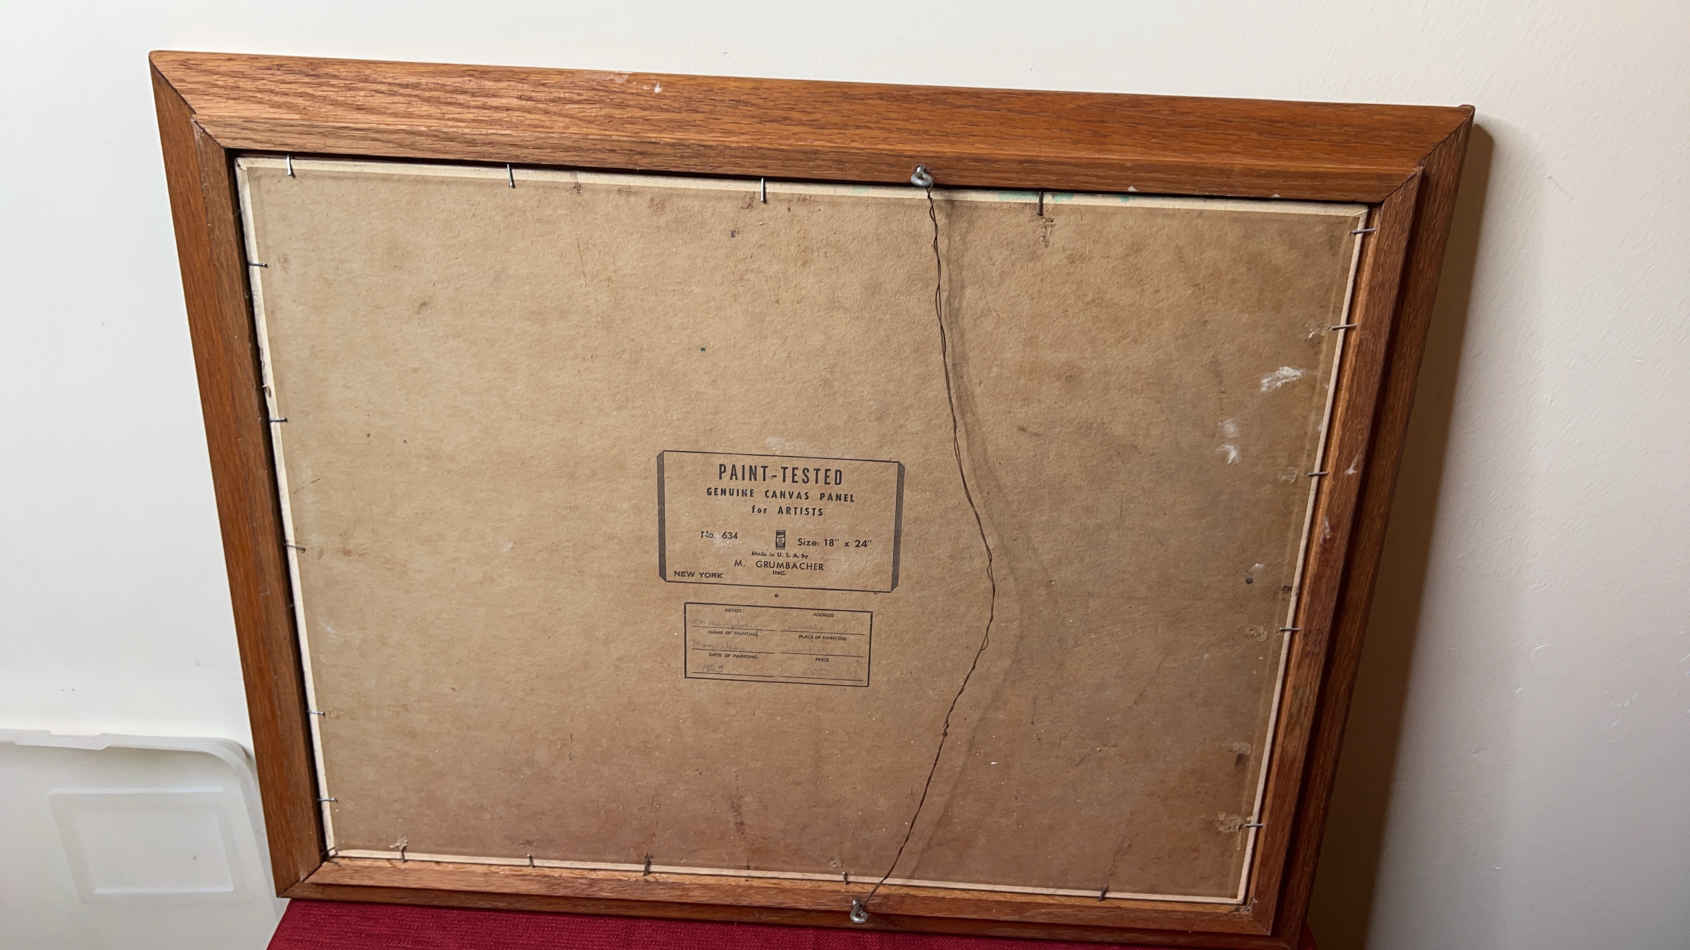 PAINT-TESTED
GENUINE CANVAS PANEL
for ARTISTS
No. 634 Size: 18" x 24"
Made in U. S. A. by
M. GRUMBACHER
INC.
NEW YORK
ARTIST ADDRESS
NAME OF PAINTING PLACE OF PAINTING
DATE OF PAINTING PRICE